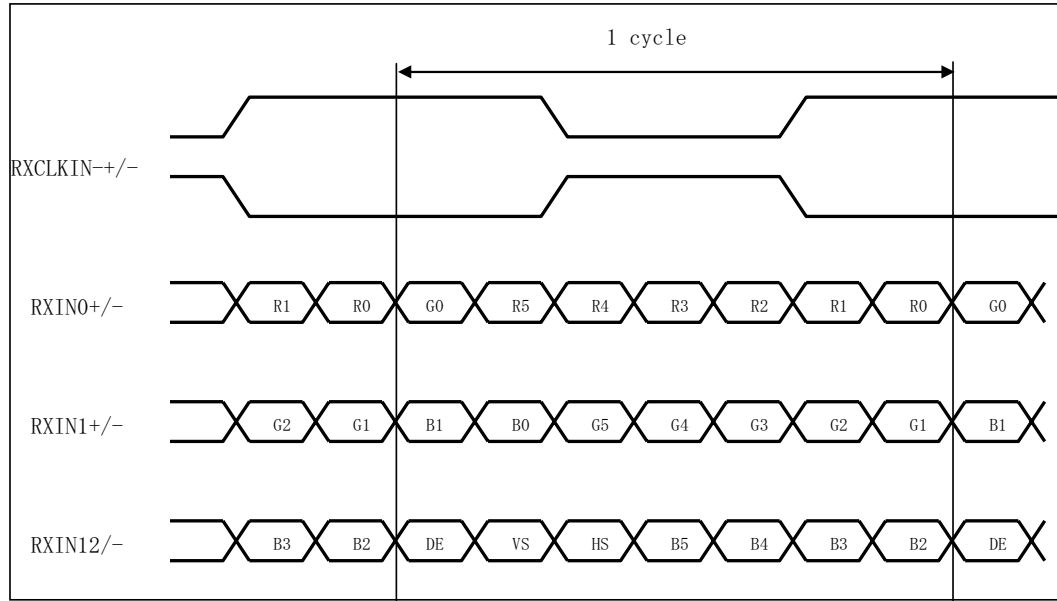 1 cycle
RXCLKIN-+/-
RXIN0+/- R1 R0 G0 R5 R4 R3 R2 R1 R0 G0
RXIN1+/- G2 G1 B1 B0 G5 G4 G3 G2 G1 B1
RXIN12/- B3 B2 DE VS HS B5 B4 B3 B2 DE